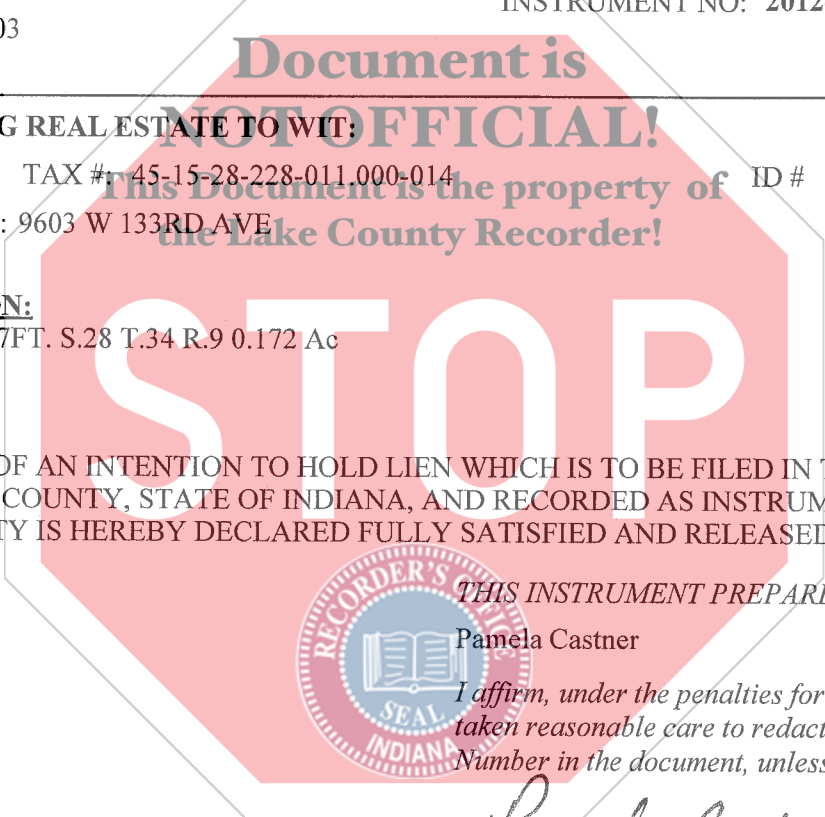 INSTRUMENT NO: 2012
03
Document is
NOT OFFICIAL!
G REAL ESTATE TO WIT:
TAX #: 45-15-28-228-011.000-014 ID #
This Document is the property of
: 9603 W 133RD AVE
the Lake County Recorder!
N:
7FT. S.28 T.34 R.9 0.172 Ac
STOP
OF AN INTENTION TO HOLD LIEN WHICH IS TO BE FILED IN
COUNTY, STATE OF INDIANA, AND RECORDED AS INSTRUM
TY IS HEREBY DECLARED FULLY SATISFIED AND RELEASED
RECORDER'S OFFICE
SEAL
INDIANA
THIS INSTRUMENT PREPARE
Pamela Castner
I affirm, under the penalties for
taken reasonable care to redact
Number in the document, unless